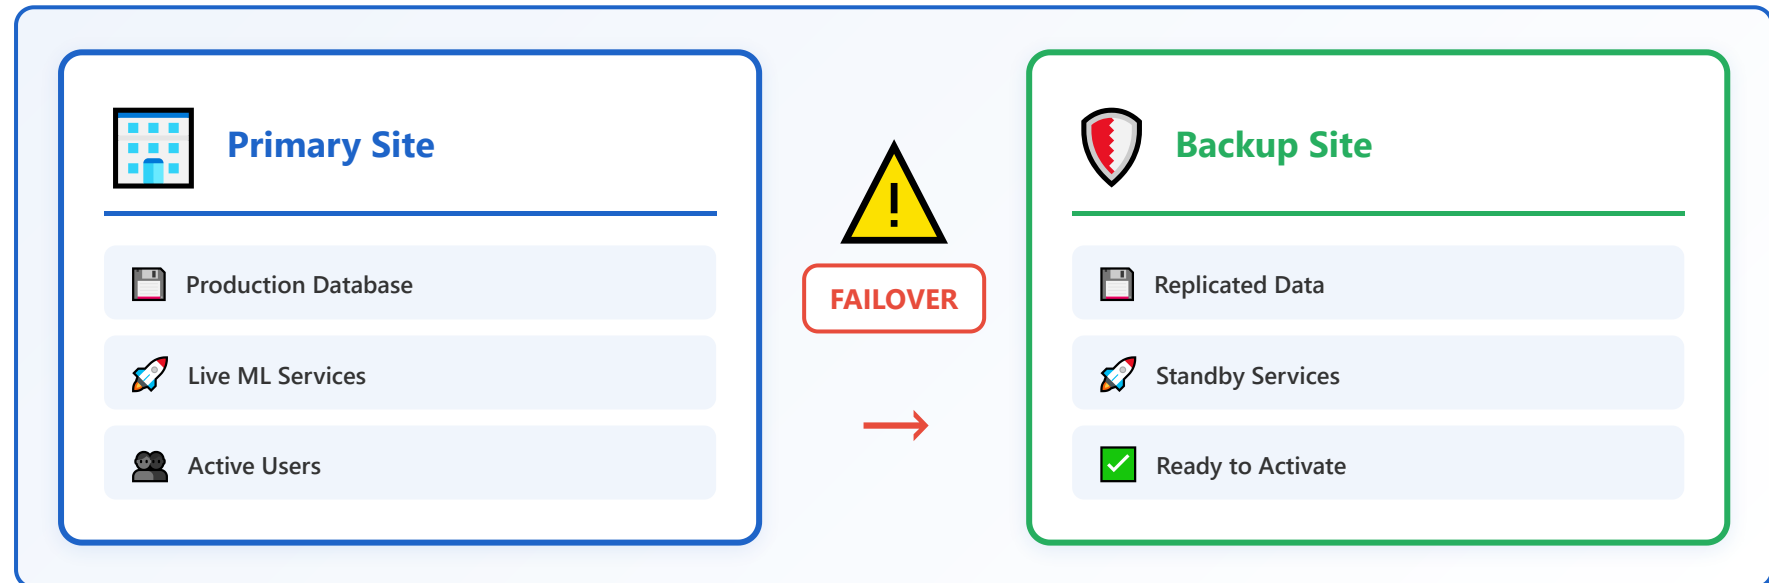 Primary Site
Production Database
Live ML Services
Active Users
FAILOVER
→
Backup Site
Replicated Data
Standby Services
Ready to Activate